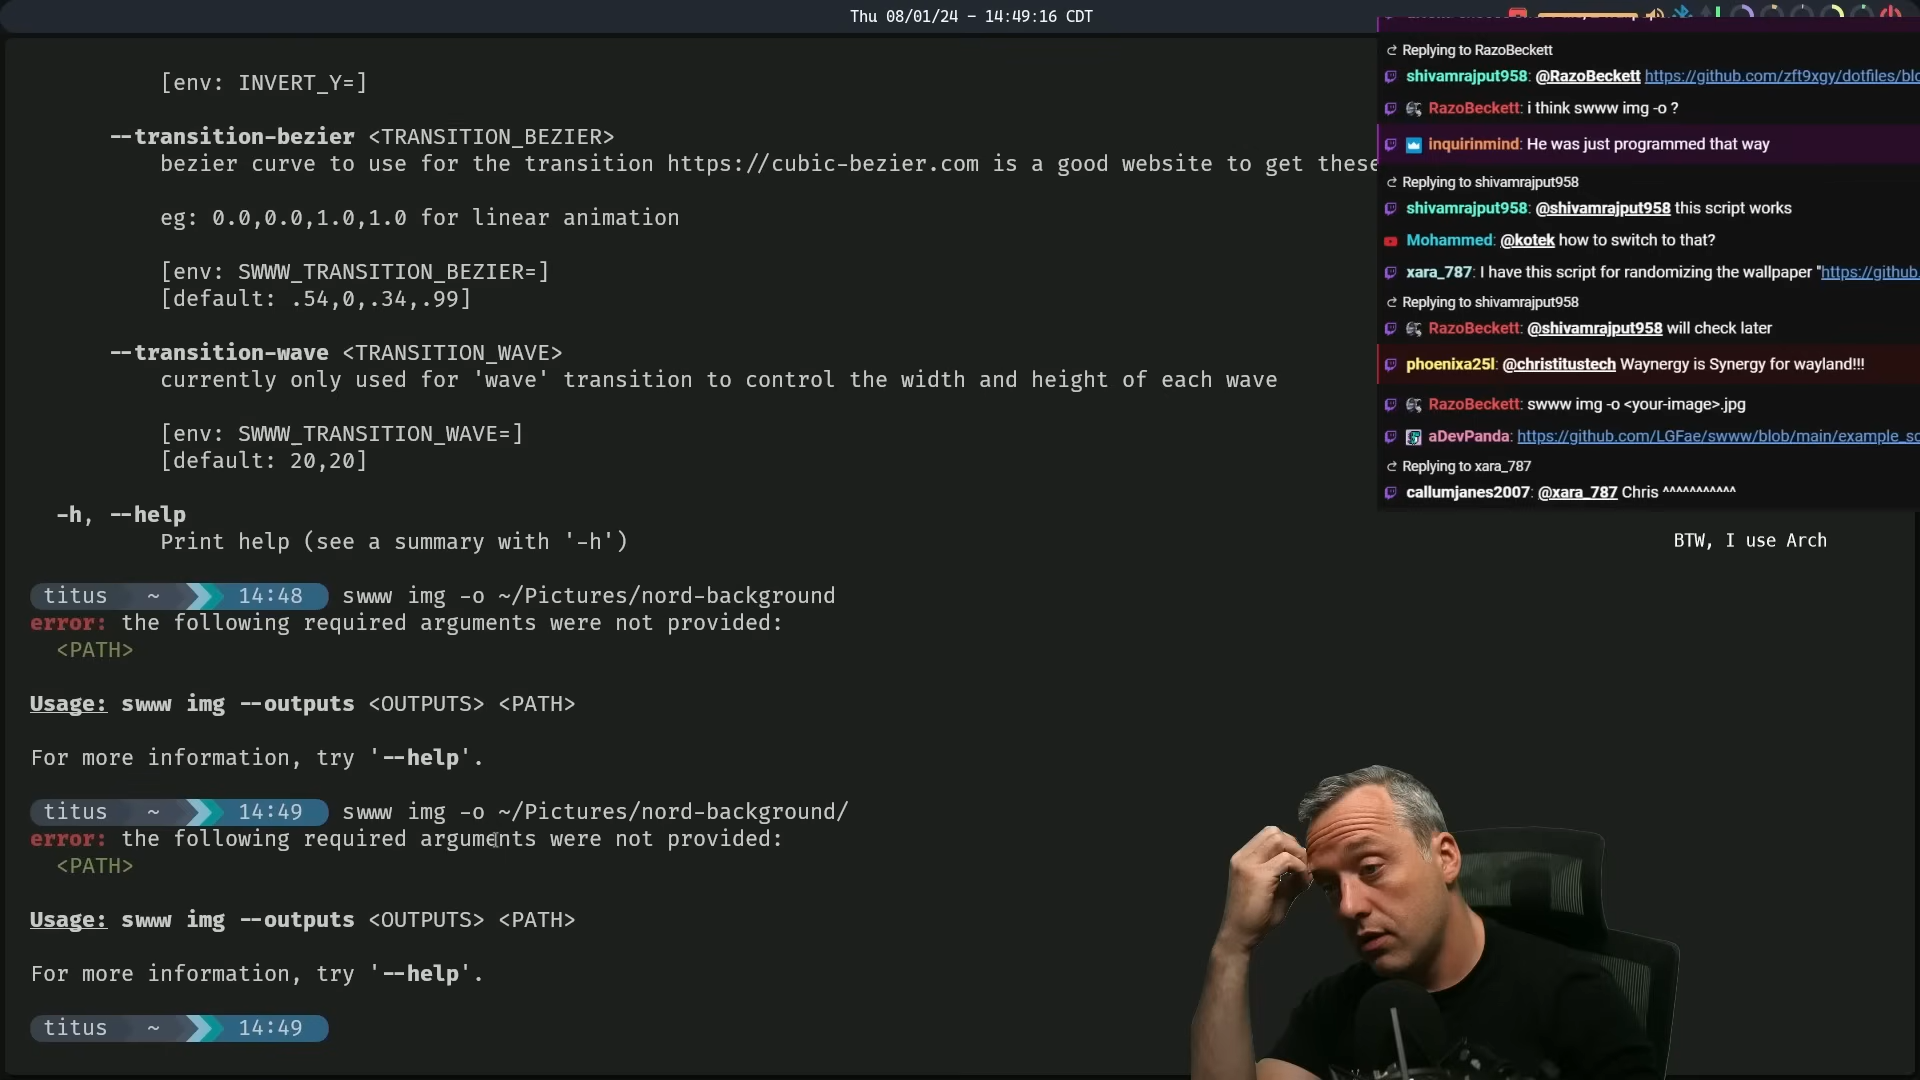 Thu 08/01/24 – 14:49:16 CDT
[env: INVERT_Y=]
--transition-bezier <TRANSITION_BEZIER>
bezier curve to use for the transition https://cubic-bezier.com is a good website to get these
eg: 0.0,0.0,1.0,1.0 for linear animation
[env: SWWW_TRANSITION_BEZIER=]
[default: .54,0,.34,.99]
--transition-wave <TRANSITION_WAVE>
currently only used for 'wave' transition to control the width and height of each wave
[env: SWWW_TRANSITION_WAVE=]
[default: 20,20]
-h, --help
Print help (see a summary with '-h')
titus ~ 14:48 swww img -o ~/Pictures/nord-background
error: the following required arguments were not provided:
<PATH>
Usage: swww img --outputs <OUTPUTS> <PATH>
For more information, try '--help'.
titus ~ 14:49 swww img -o ~/Pictures/nord-background/
error: the following required arguments were not provided:
<PATH>
Usage: swww img --outputs <OUTPUTS> <PATH>
For more information, try '--help'.
titus ~ 14:49
Replying to RazoBeckett
shivamrajput958: @RazoBeckett https://github.com/zft9xgy/dotfiles/blo
RazoBeckett: i think swww img -o ?
inquirinmind: He was just programmed that way
Replying to shivamrajput958
shivamrajput958: @shivamrajput958 this script works
Mohammed: @kotek how to switch to that?
xara_787: I have this script for randomizing the wallpaper "https://github.
Replying to shivamrajput958
RazoBeckett: @shivamrajput958 will check later
phoenixa25l: @christitustech Waynergy is Synergy for wayland!!!
RazoBeckett: swww img -o <your-image>.jpg
aDevPanda: https://github.com/LGFae/swww/blob/main/example_sc
Replying to xara_787
callumjanes2007: @xara_787 Chris ^^^^^^^^^^^
BTW, I use Arch